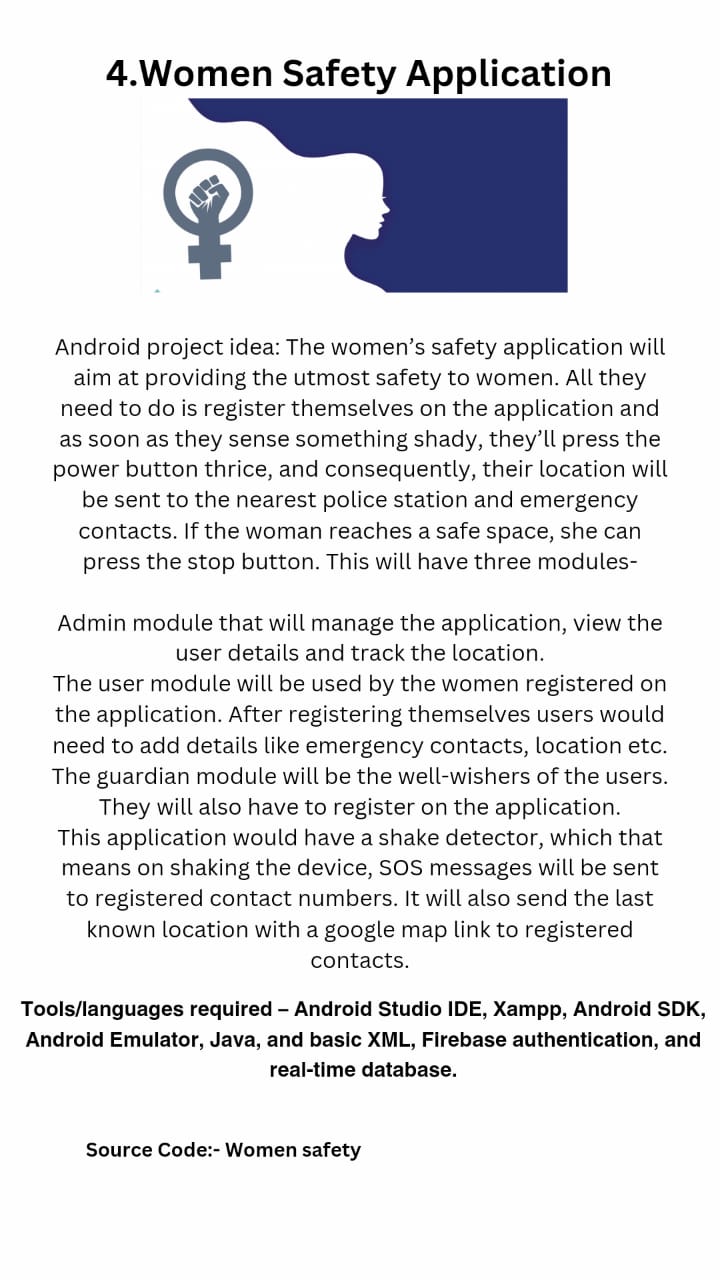 4.Women Safety Application
Android project idea: The women’s safety application will
aim at providing the utmost safety to women. All they
need to do is register themselves on the application and
as soon as they sense something shady, they’ll press the
power button thrice, and consequently, their location will
be sent to the nearest police station and emergency
contacts. If the woman reaches a safe space, she can
press the stop button. This will have three modules-
Admin module that will manage the application, view the
user details and track the location.
The user module will be used by the women registered on
the application. After registering themselves users would
need to add details like emergency contacts, location etc.
The guardian module will be the well-wishers of the users.
They will also have to register on the application.
This application would have a shake detector, which that
means on shaking the device, SOS messages will be sent
to registered contact numbers. It will also send the last
known location with a google map link to registered
contacts.
Tools/languages required – Android Studio IDE, Xampp, Android SDK,
Android Emulator, Java, and basic XML, Firebase authentication, and
real-time database.
Source Code:- Women safety